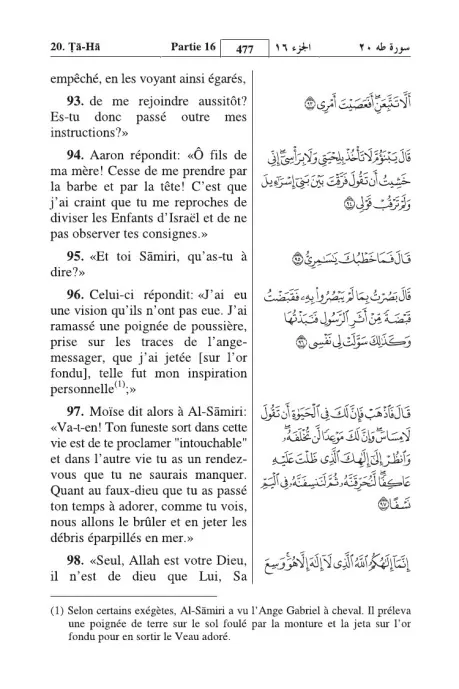 20. Ṭā-Hā Partie 16 477 الجزء ١٦ سورة طه ٢٠
empêché, en les voyant ainsi égarés,
93. de me rejoindre aussitôt?
Es-tu donc passé outre mes
instructions?»
94. Aaron répondit: «Ô fils de
ma mère! Cesse de me prendre par
la barbe et par la tête! C'est que
j'ai craint que tu me reproches de
diviser les Enfants d'Israël et de ne
pas observer tes consignes.»
95. «Et toi Sāmiri, qu'as-tu à
dire?»
96. Celui-ci répondit: «J'ai eu
une vision qu'ils n'ont pas eue. J'ai
ramassé une poignée de poussière,
prise sur les traces de l'ange-
messager, que j'ai jetée [sur l'or
fondu], telle fut mon inspiration
personnelle(1);»
97. Moïse dit alors à Al-Sāmiri:
«Va-t-en! Ton funeste sort dans cette
vie est de te proclamer "intouchable"
et dans l'autre vie tu as un rendez-
vous que tu ne saurais manquer.
Quant au faux-dieu que tu as passé
ton temps à adorer, comme tu vois,
nous allons le brûler et en jeter les
débris éparpillés en mer.»
98. «Seul, Allah est votre Dieu,
il n'est de dieu que Lui, Sa
أَلَّا تَتَّبِعَنِ ۖ أَفَعَصَيْتَ أَمْرِي ٩٣
قَالَ يَبْنَؤُمَّ لَا تَأْخُذْ بِلِحْيَتِي وَلَا بِرَأْسِي ۖ إِنِّي
خَشِيتُ أَن تَقُولَ فَرَّقْتَ بَيْنَ بَنِي إِسْرَٰٓءِيلَ
وَلَمْ تَرْقُبْ قَوْلِي ٩٤
قَالَ فَمَا خَطْبُكَ يَٰسَٰمِرِيُّ ٩٥
قَالَ بَصُرْتُ بِمَا لَمْ يَبْصُرُوا۟ بِهِۦ فَقَبَضْتُ
قَبْضَةً مِّنْ أَثَرِ ٱلرَّسُولِ فَنَبَذْتُهَا
وَكَذَٰلِكَ سَوَّلَتْ لِي نَفْسِي ٩٦
قَالَ فَٱذْهَبْ فَإِنَّ لَكَ فِي ٱلْحَيَوٰةِ أَن تَقُولَ
لَا مِسَاسَ ۖ وَإِنَّ لَكَ مَوْعِدًا لَّن تُخْلَفَهُۥ ۖ
وَٱنظُرْ إِلَىٰٓ إِلَٰهِكَ ٱلَّذِي ظَلْتَ عَلَيْهِ
عَاكِفًا ۖ لَّنُحَرِّقَنَّهُۥ ثُمَّ لَنَنسِفَنَّهُۥ فِي ٱلْيَمِّ
نَسْفًا ٩٧
إِنَّمَآ إِلَٰهُكُمُ ٱللَّهُ ٱلَّذِي لَآ إِلَٰهَ إِلَّا هُوَ ۚ وَسِعَ
(1) Selon certains exégètes, Al-Sāmiri a vu l'Ange Gabriel à cheval. Il préleva
une poignée de terre sur le sol foulé par la monture et la jeta sur l'or
fondu pour en sortir le Veau adoré.